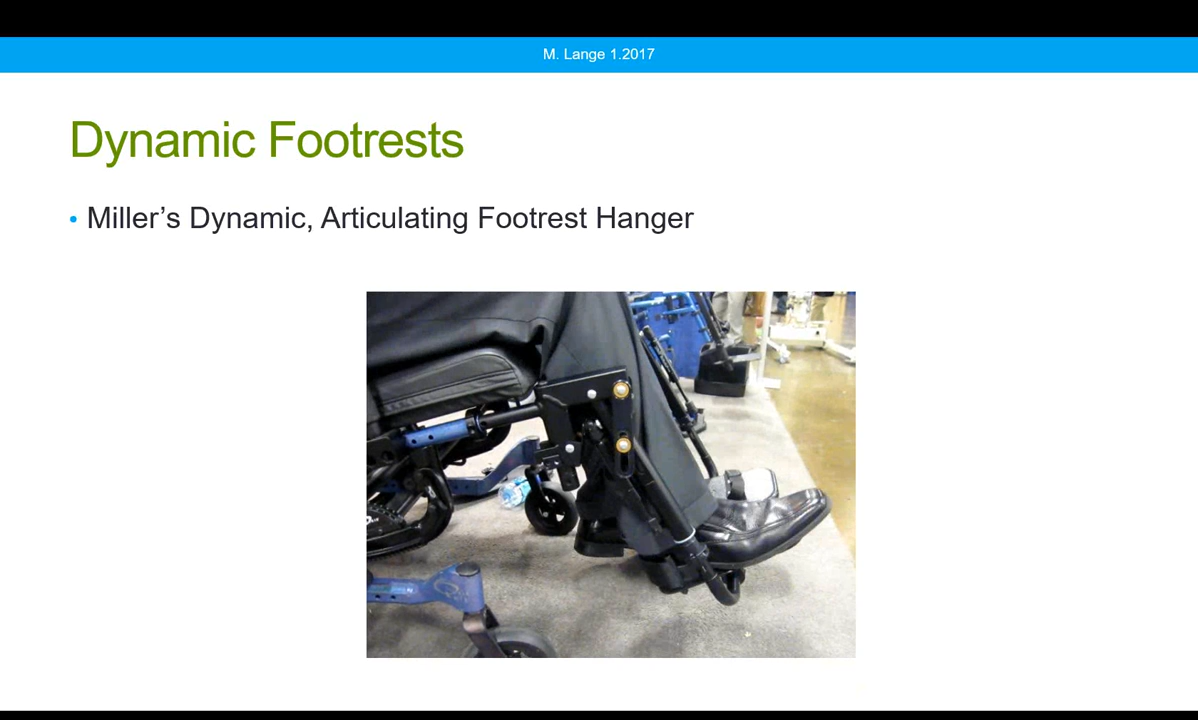 M. Lange 1.2017
Dynamic Footrests
• Miller’s Dynamic, Articulating Footrest Hanger